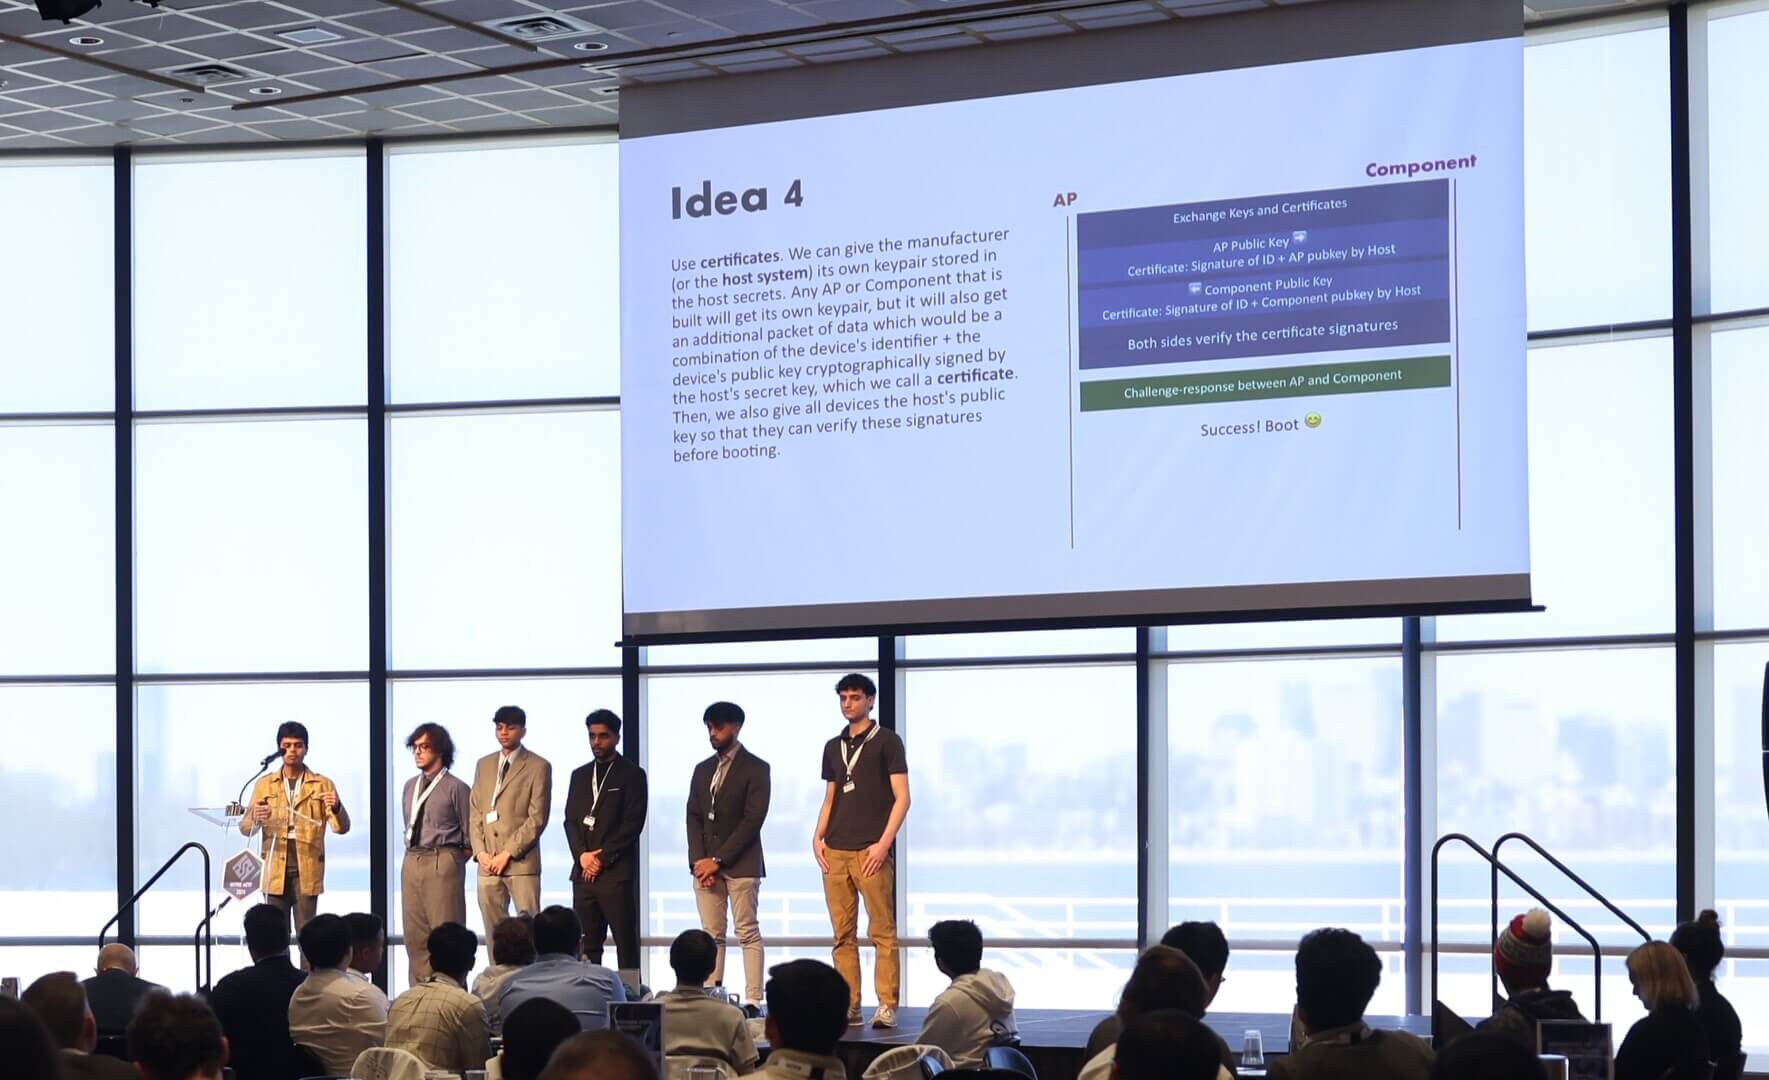 Idea 4
Use certificates. We can give the manufacturer
(or the host system) its own keypair stored in
the host secrets. Any AP or Component that is
built will get its own keypair, but it will also get
an additional packet of data which would be a
combination of the device's identifier + the
device's public key cryptographically signed by
the host's secret key, which we call a certificate.
Then, we also give all devices the host's public
key so that they can verify these signatures
before booting.
AP
Component
Exchange Keys and Certificates
AP Public Key ➡
Certificate: Signature of ID + AP pubkey by Host
⬅ Component Public Key
Certificate: Signature of ID + Component pubkey by Host
Both sides verify the certificate signatures
Challenge-response between AP and Component
Success! Boot 😄
MITRE eCTF
2024